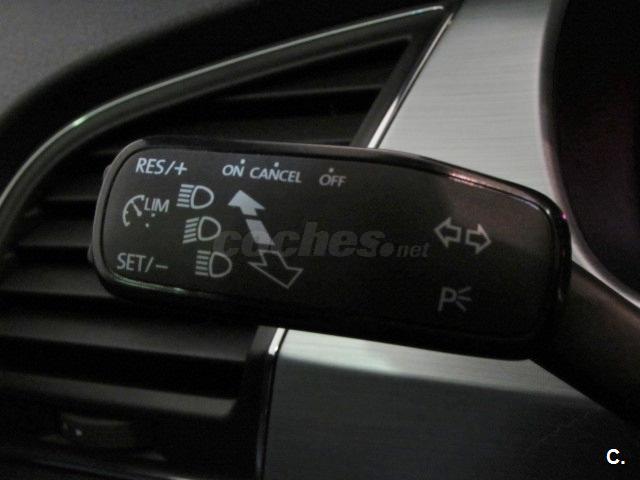 RES/+ ON CANCEL OFF
LIM
SET/–
P
coches.net
C.